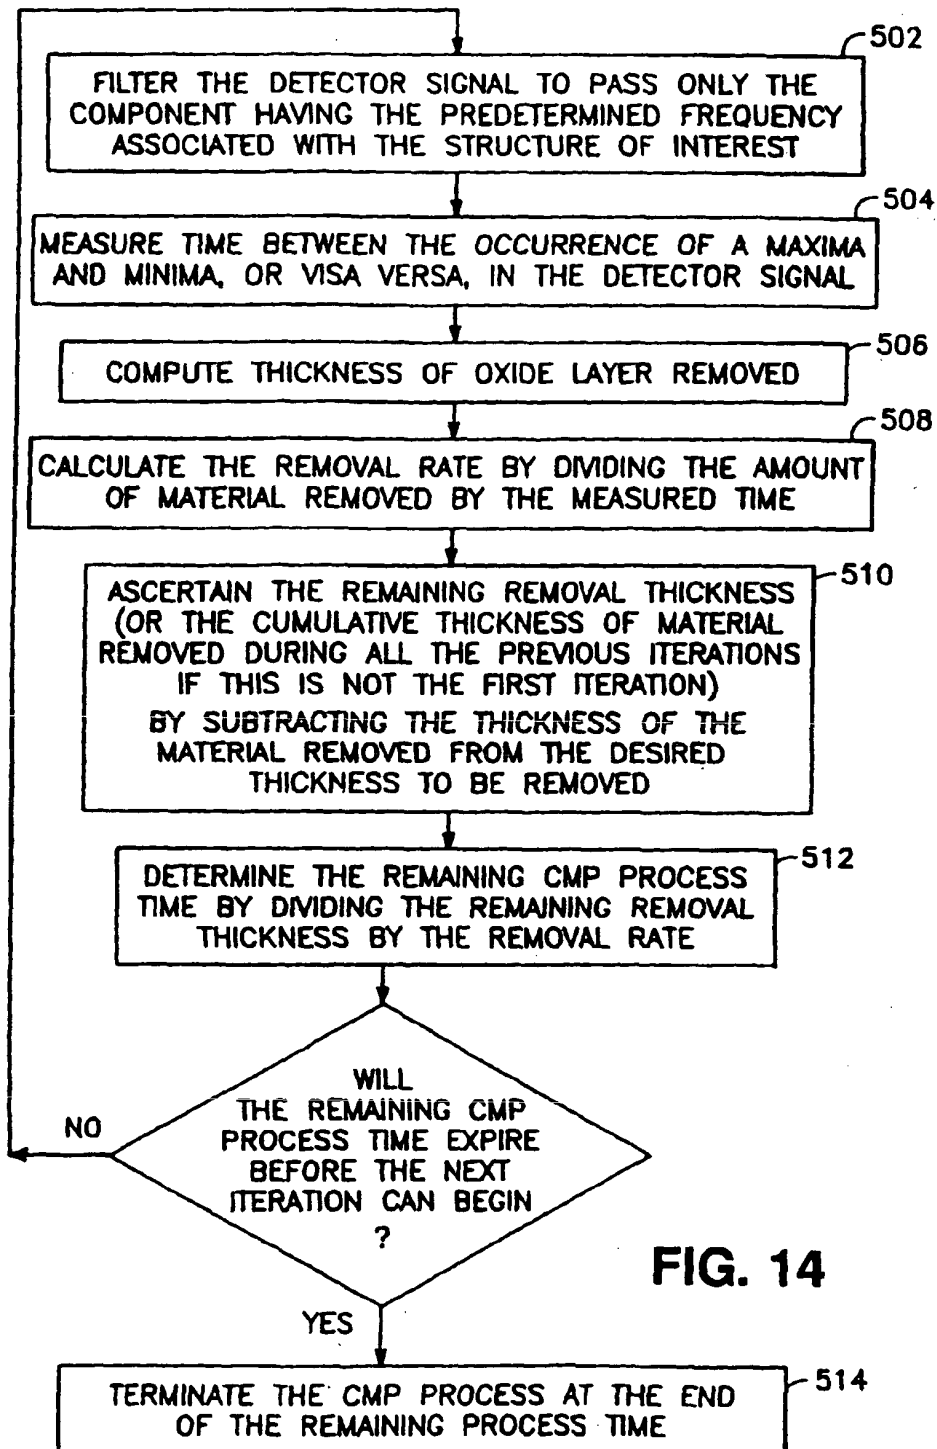 502
FILTER THE DETECTOR SIGNAL TO PASS ONLY THE
COMPONENT HAVING THE PREDETERMINED FREQUENCY
ASSOCIATED WITH THE STRUCTURE OF INTEREST
504
MEASURE TIME BETWEEN THE OCCURRENCE OF A MAXIMA
AND MINIMA, OR VISA VERSA, IN THE DETECTOR SIGNAL
506
COMPUTE THICKNESS OF OXIDE LAYER REMOVED
508
CALCULATE THE REMOVAL RATE BY DIVIDING THE AMOUNT
OF MATERIAL REMOVED BY THE MEASURED TIME
510
ASCERTAIN THE REMAINING REMOVAL THICKNESS
(OR THE CUMULATIVE THICKNESS OF MATERIAL
REMOVED DURING ALL THE PREVIOUS ITERATIONS
IF THIS IS NOT THE FIRST ITERATION)
BY SUBTRACTING THE THICKNESS OF THE
MATERIAL REMOVED FROM THE DESIRED
THICKNESS TO BE REMOVED
512
DETERMINE THE REMAINING CMP PROCESS
TIME BY DIVIDING THE REMAINING REMOVAL
THICKNESS BY THE REMOVAL RATE
WILL
THE REMAINING CMP
PROCESS TIME EXPIRE
BEFORE THE NEXT
ITERATION CAN BEGIN
?
NO
FIG. 14
YES
514
TERMINATE THE CMP PROCESS AT THE END
OF THE REMAINING PROCESS TIME